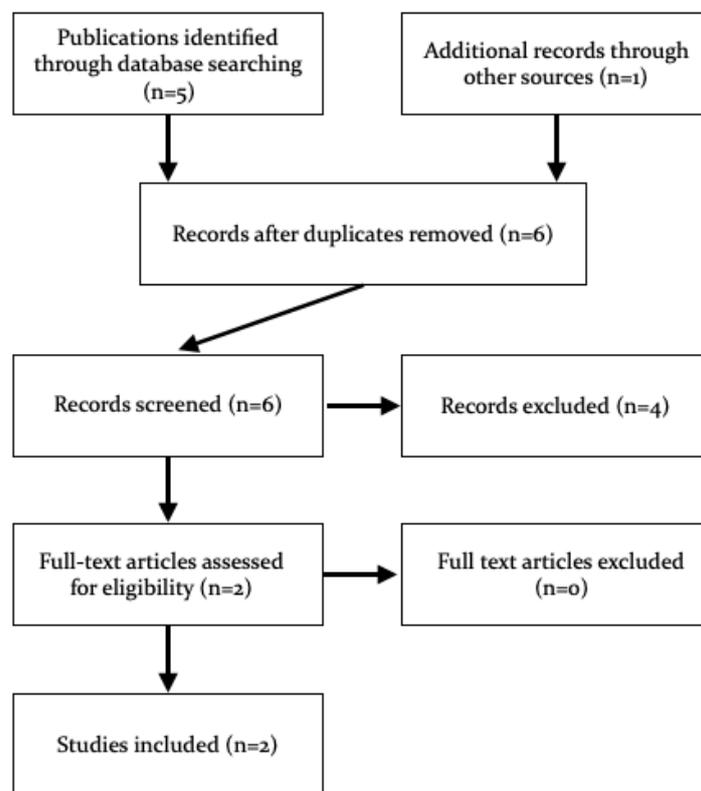 Publications identified
through database searching
(n=5)
Additional records through
other sources (n=1)
Records after duplicates removed (n=6)
Records screened (n=6)
Records excluded (n=4)
Full-text articles assessed
for eligibility (n=2)
Full text articles excluded
(n=0)
Studies included (n=2)